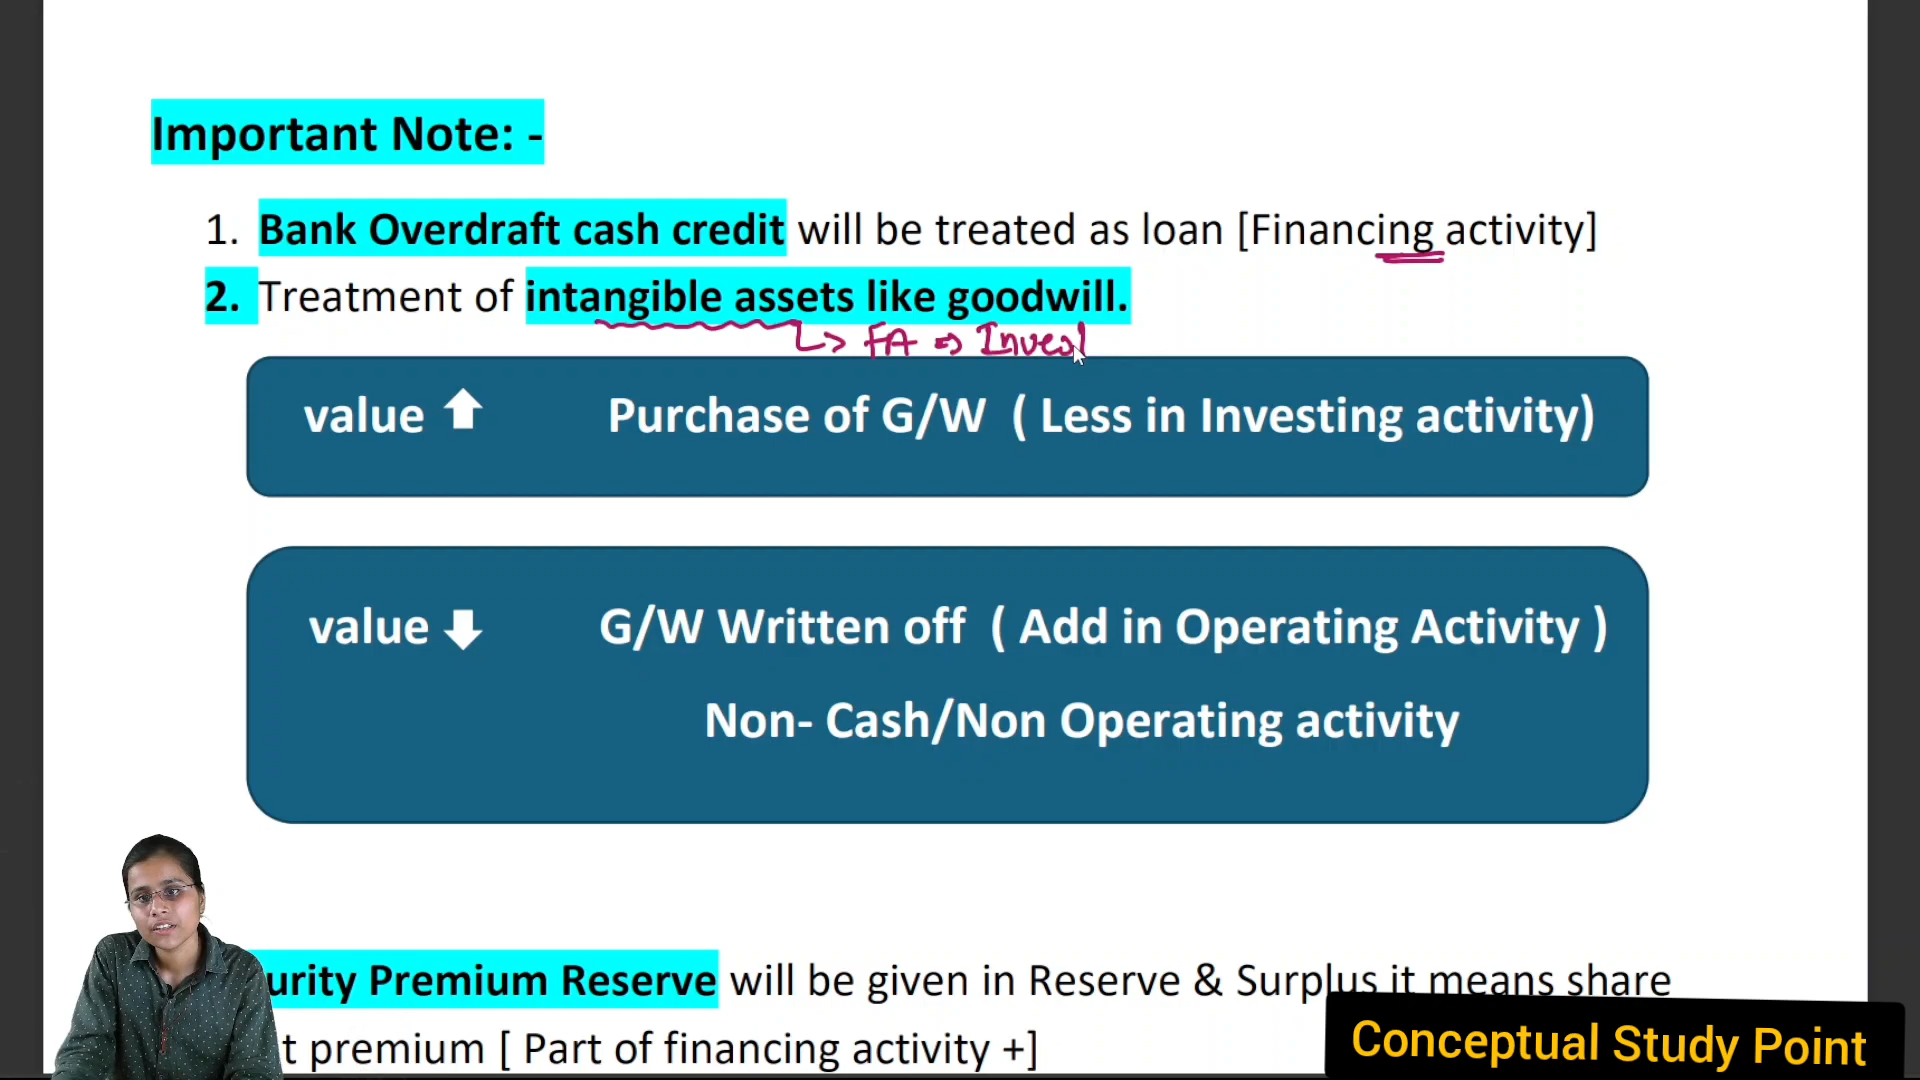 Important Note: -
1. Bank Overdraft cash credit will be treated as loan [Financing activity]
2. Treatment of intangible assets like goodwill.
↳ FA ⇒ Invest
value ⬆ Purchase of G/W ( Less in Investing activity)
value ⬇ G/W Written off ( Add in Operating Activity )
Non- Cash/Non Operating activity
urity Premium Reserve will be given in Reserve & Surplus it means share
t premium [ Part of financing activity +]
Conceptual Study Point